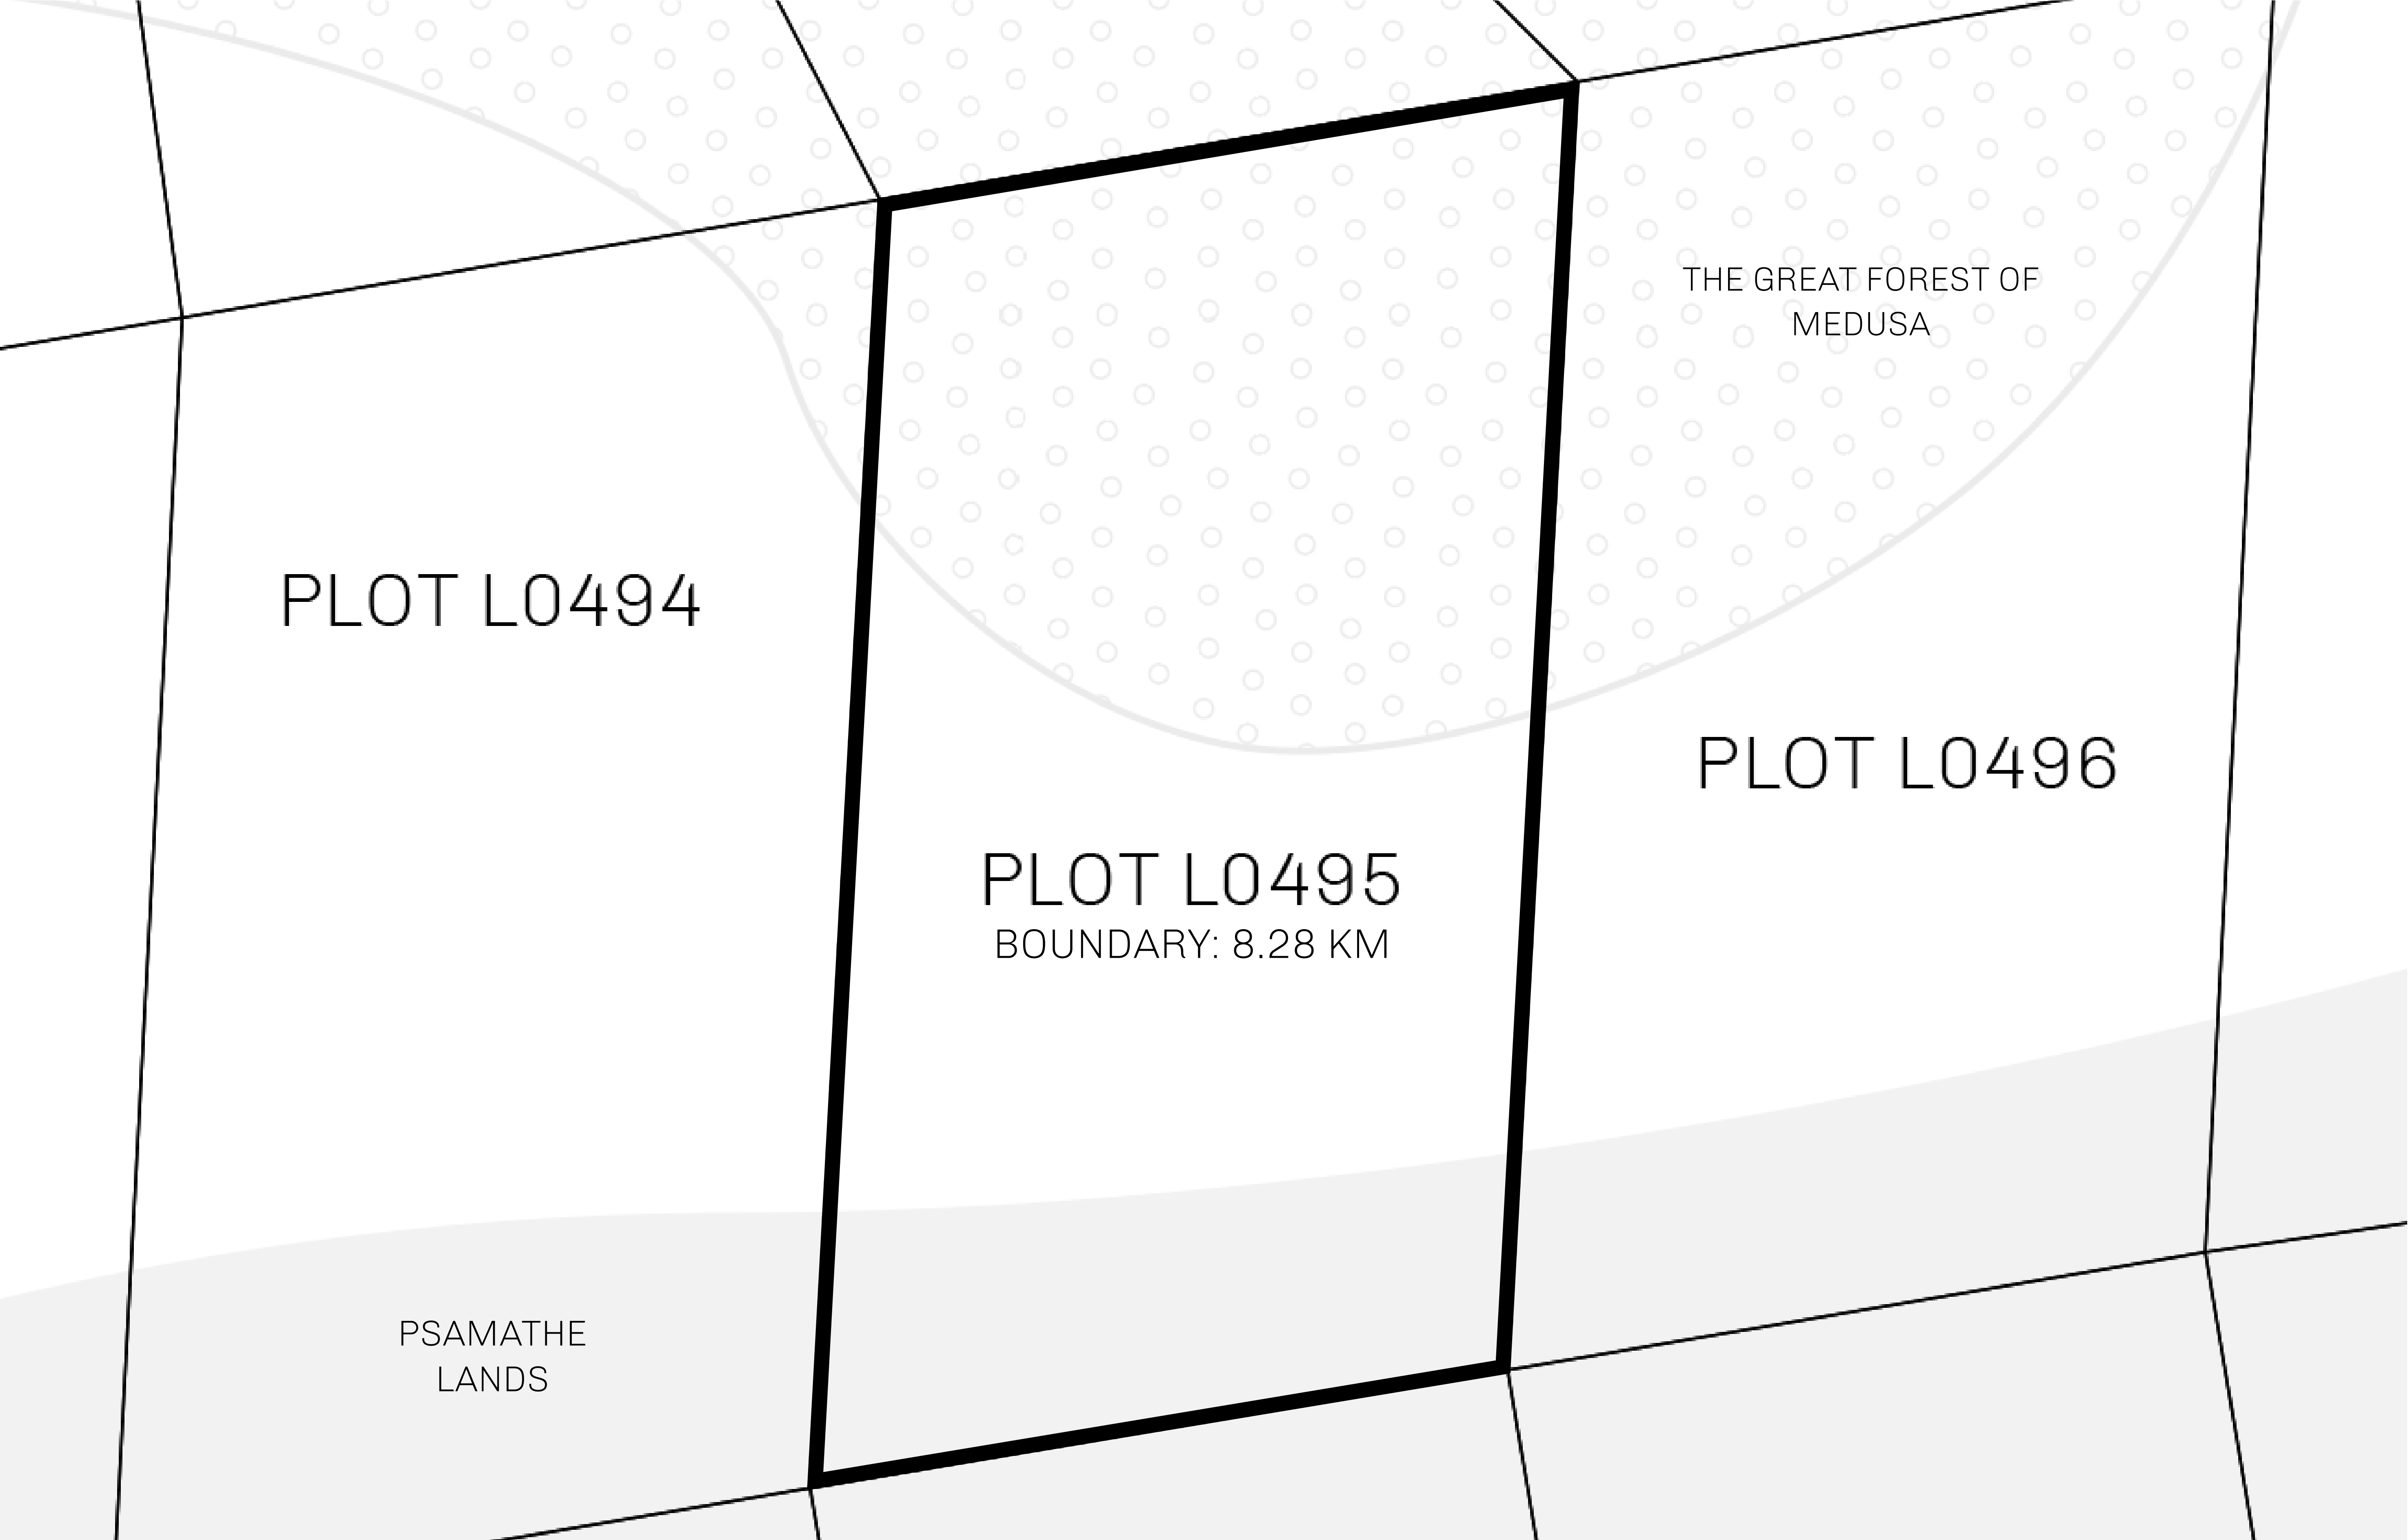 THE GREAT FOREST OF
MEDUSA
PLOT L0494
PLOT L0496
PLOT L0495
BOUNDARY: 8.28 KM
PSAMATHE
LANDS